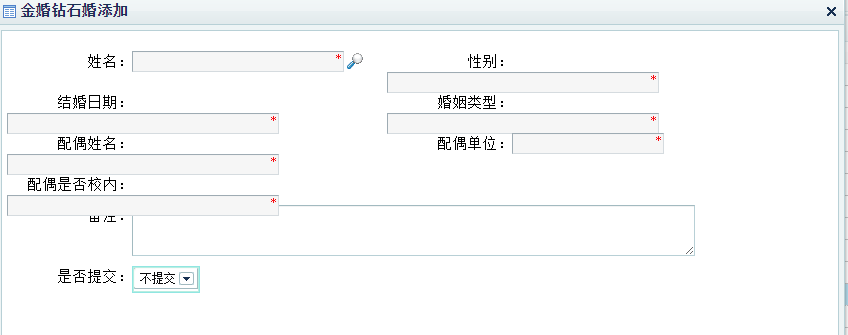 金婚钻石婚添加
姓名： * 性别：
*
结婚日期： 婚姻类型：
* *
配偶姓名： 配偶单位： *
*
配偶是否校内：
*
备注：
是否提交： 不提交